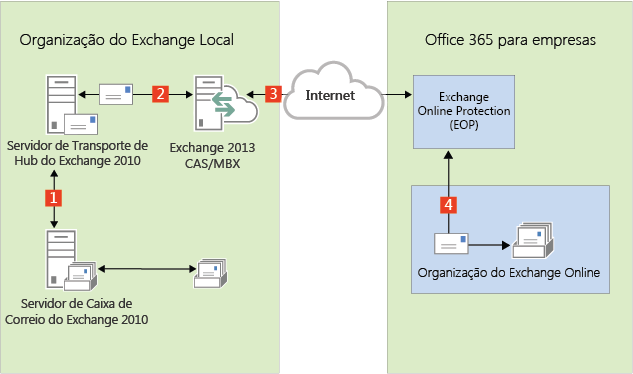 Organização do Exchange Local
Office 365 para empresas
2
3
Internet
Exchange
Online Protection
(EOP)
Servidor de Transporte de
Hub do Exchange 2010
Exchange 2013
CAS/MBX
1
4
Organização do Exchange Online
Servidor de Caixa de
Correio do Exchange 2010